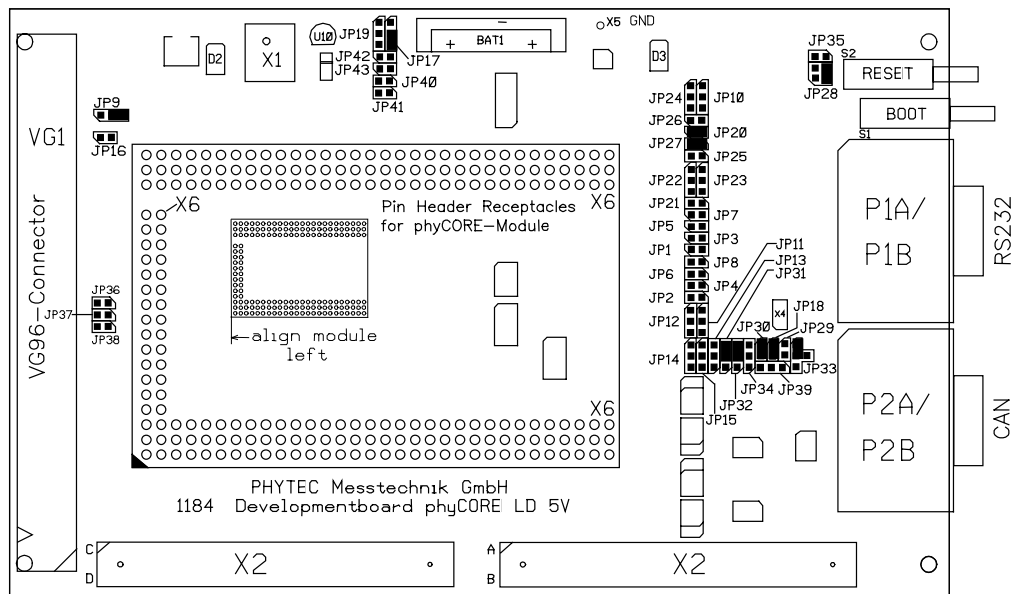 X5 GND
JP19
U10
X1
D2
BAT1
D3
JP35
S2
JP42
JP17
JP43
JP40
JP41
RESET
JP28
JP9
BOOT
S1
JP24
JP10
JP26
JP20
JP27
JP25
VG1
JP16
JP22
JP23
X6
X6
Pin Header Receptacles
for phyCORE-Module
JP21
JP7
JP5
JP3
JP1
JP8
JP6
JP4
JP2
JP11
JP13
JP31
P1A/
P1B
RS232
VG96-Connector
JP36
JP37
JP38
align module
left
JP12
X4
JP18
JP30
JP29
JP14
JP33
JP34
JP39
JP32
JP15
X6
P2A/
P2B
CAN
PHYTEC Messtechnik GmbH
1184 Developmentboard phyCORE LD 5V
C
D
X2
A
B
X2